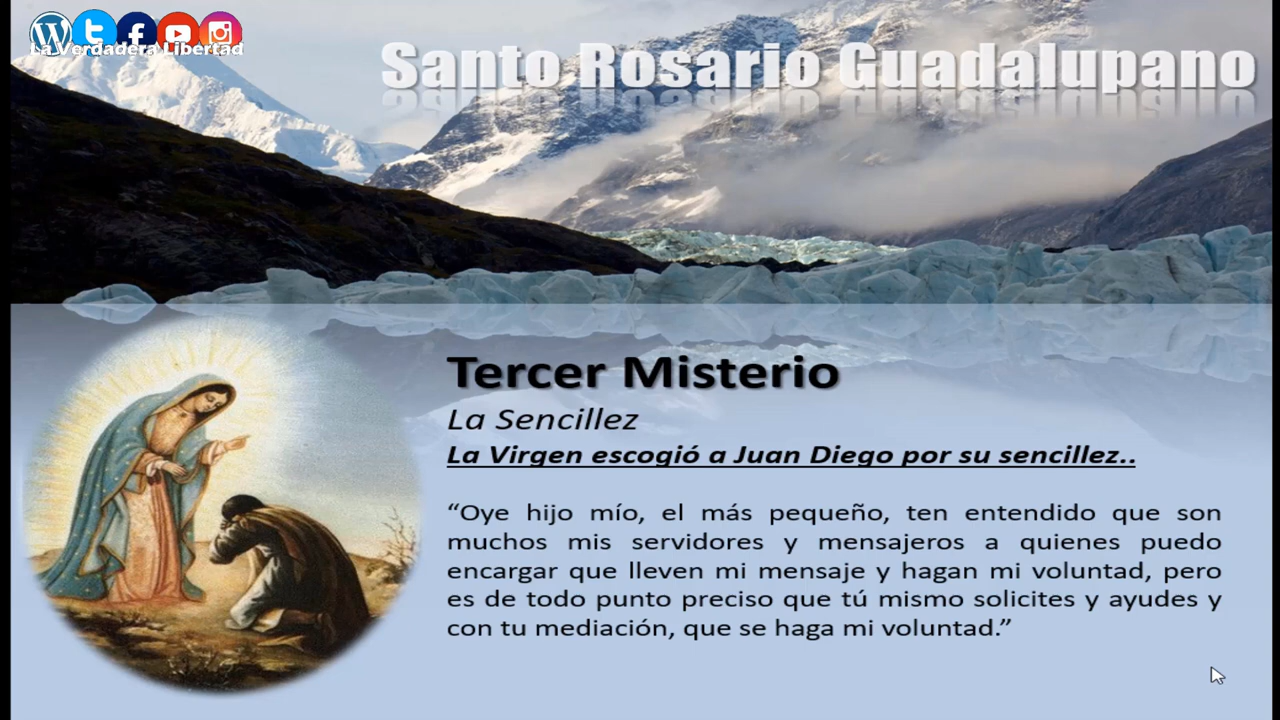 La Verdadera Libertad
Santo Rosario Guadalupano
Tercer Misterio
La Sencillez
La Virgen escogió a Juan Diego por su sencillez..
“Oye hijo mío, el más pequeño, ten entendido que son
muchos mis servidores y mensajeros a quienes puedo
encargar que lleven mi mensaje y hagan mi voluntad, pero
es de todo punto preciso que tú mismo solicites y ayudes y
con tu mediación, que se haga mi voluntad.”